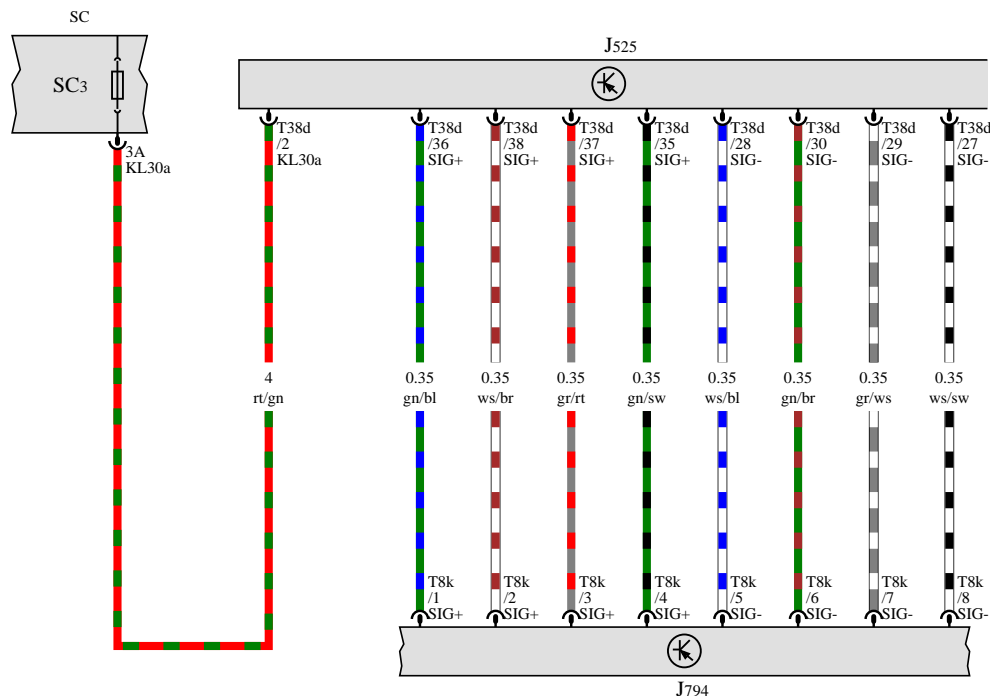 SC
SC3
3A
KL30a
J525
T38d
/2
KL30a
T38d
/36
SIG+
T38d
/38
SIG+
T38d
/37
SIG+
T38d
/35
SIG+
T38d
/28
SIG-
T38d
/30
SIG-
T38d
/29
SIG-
T38d
/27
SIG-
4
rt/gn
0.35
gn/bl
0.35
ws/br
0.35
gr/rt
0.35
gn/sw
0.35
ws/bl
0.35
gn/br
0.35
gr/ws
0.35
ws/sw
T8k
/1
SIG+
T8k
/2
SIG+
T8k
/3
SIG+
T8k
/4
SIG+
T8k
/5
SIG-
T8k
/6
SIG-
T8k
/7
SIG-
T8k
/8
SIG-
J794